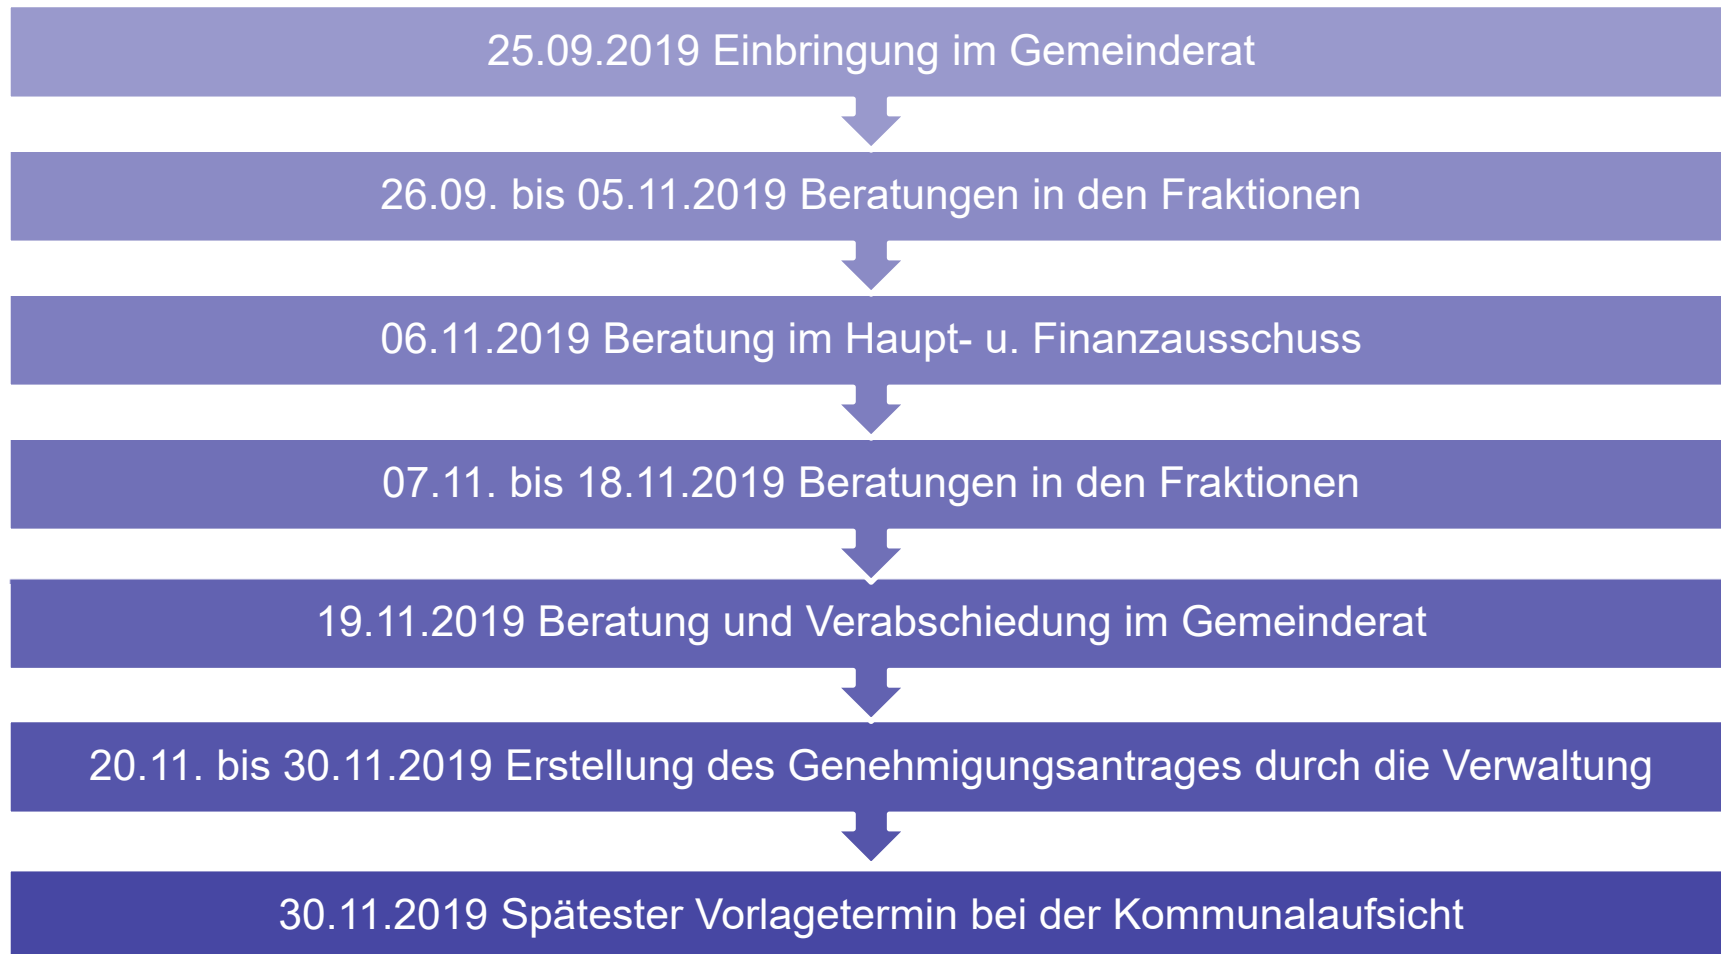 25.09.2019 Einbringung im Gemeinderat
26.09. bis 05.11.2019 Beratungen in den Fraktionen
06.11.2019 Beratung im Haupt- u. Finanzausschuss
07.11. bis 18.11.2019 Beratungen in den Fraktionen
19.11.2019 Beratung und Verabschiedung im Gemeinderat
20.11. bis 30.11.2019 Erstellung des Genehmigungsantrages durch die Verwaltung
30.11.2019 Spätester Vorlagetermin bei der Kommunalaufsicht